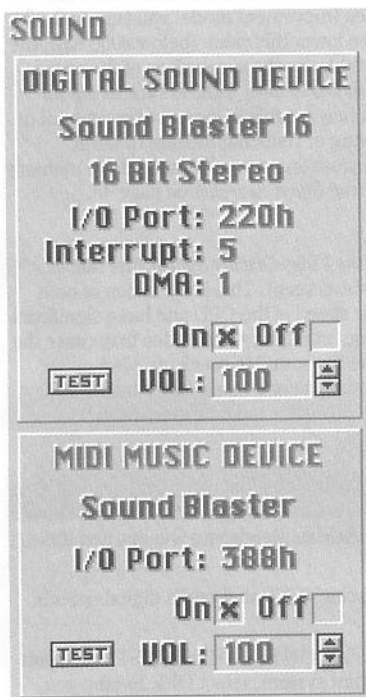 SOUND
DIGITAL SOUND DEVICE
Sound Blaster 16
16 Bit Stereo
I/O Port: 220h
Interrupt: 5
DMA: 1
On x Off
TEST VOL: 100
MIDI MUSIC DEVICE
Sound Blaster
I/O Port: 388h
On x Off
TEST VOL: 100